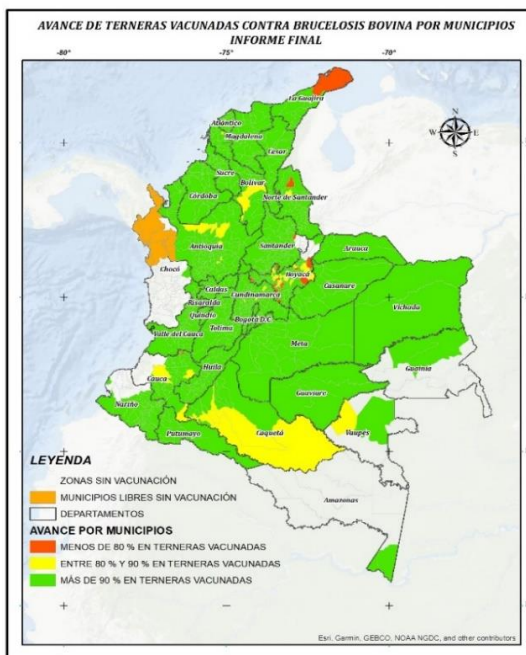 AVANCE DE TERNERAS VACUNADAS CONTRA BRUCELOSIS BOVINA POR MUNICIPIOS
INFORME FINAL
-80°
-75°
-70°
La Guajira
N
W
E
S
Atlántico
Magdalena
Cesar
Sucre
Bolívar
Norte de Santander
Córdoba
Antioquia
Santander
Arauca
Chocó
Boyacá
Caldas
Cundinamarca
Casanare
Vichada
Risaralda
Quindío
Bogotá D.C.
Tolima
Valle del Cauca
Meta
Guainía
Cauca
Huila
Guaviare
Nariño
Caquetá
Vaupés
Putumayo
Amazonas
LEYENDA
ZONAS SIN VACUNACIÓN
MUNICIPIOS LIBRES SIN VACUNACIÓN
DEPARTAMENTOS
AVANCE POR MUNICIPIOS
MENOS DE 80 % EN TERNERAS VACUNADAS
ENTRE 80 % Y 90 % EN TERNERAS VACUNADAS
MÁS DE 90 % EN TERNERAS VACUNADAS
-80°
-75°
-70°
Esri, Garmin, GEBCO, NOAA NGDC, and other contributors